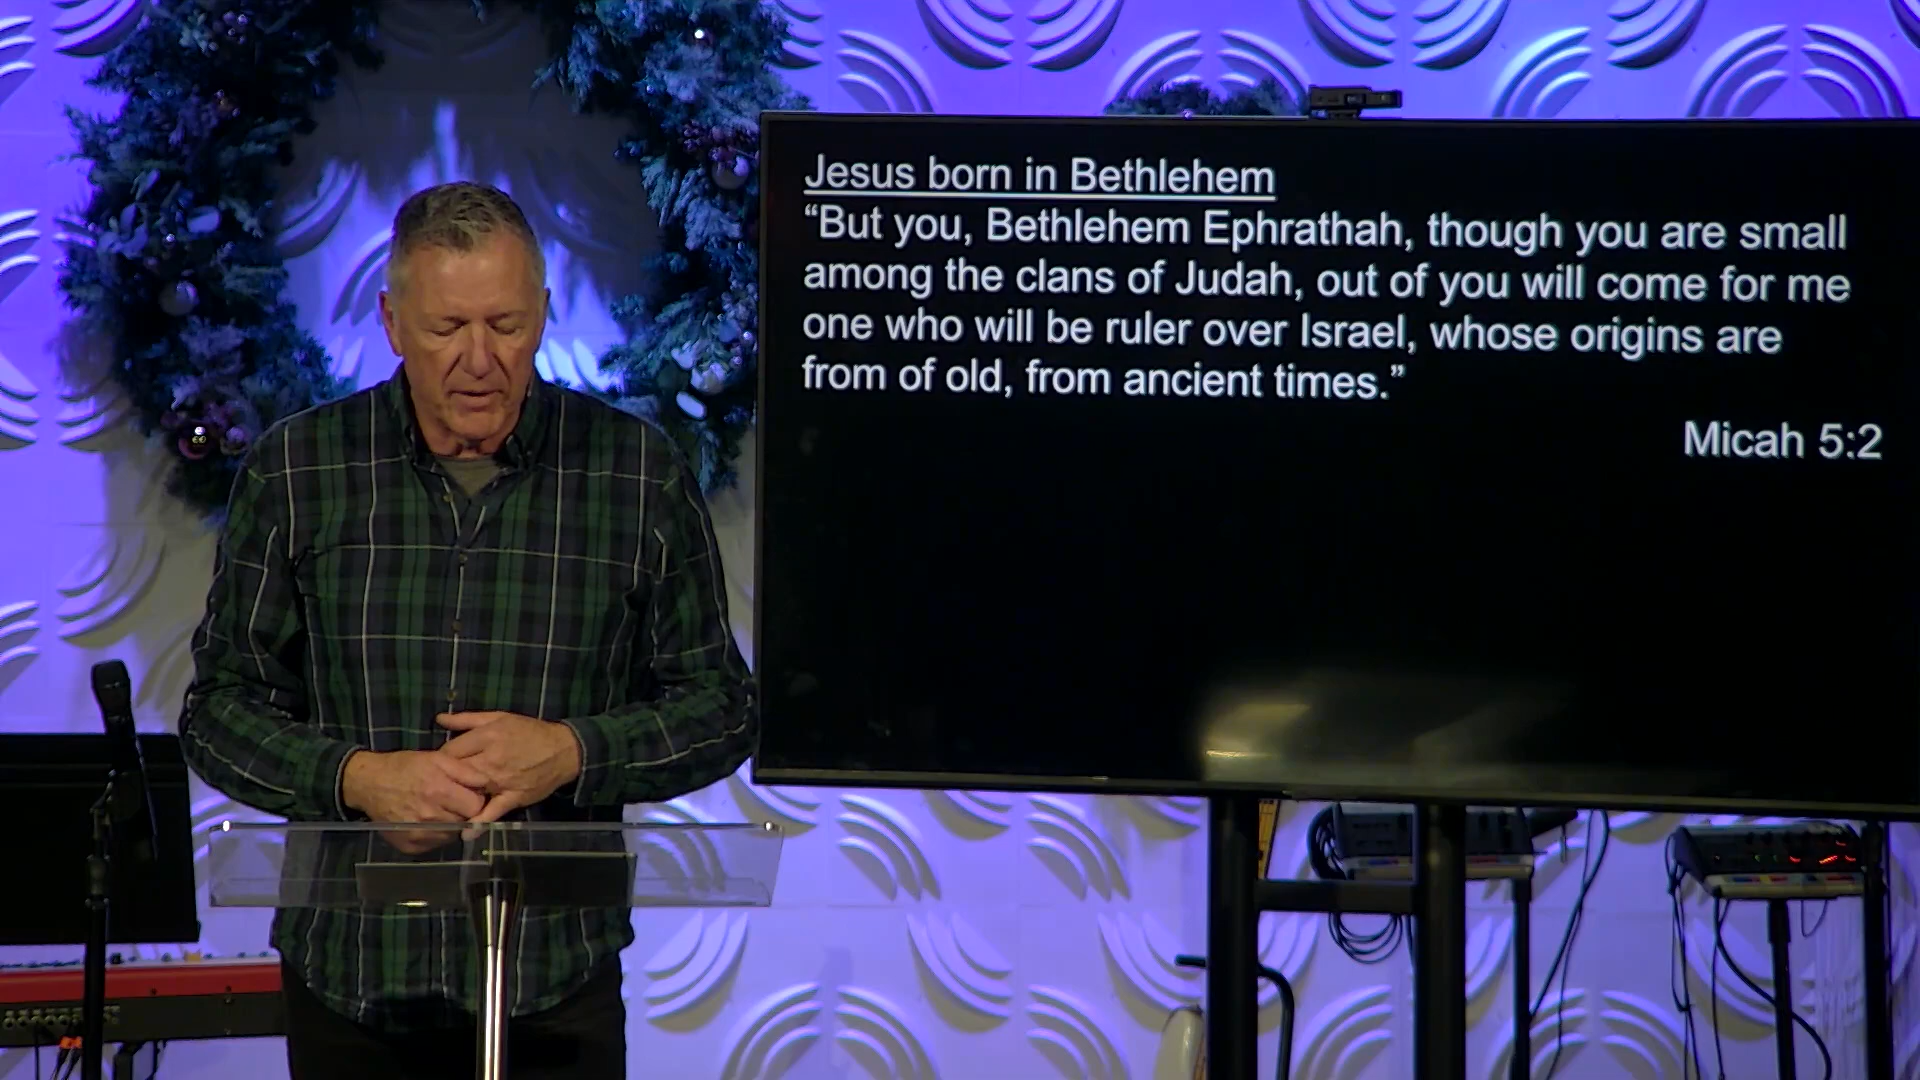 Jesus born in Bethlehem
“But you, Bethlehem Ephrathah, though you are small
among the clans of Judah, out of you will come for me
one who will be ruler over Israel, whose origins are
from of old, from ancient times.”
Micah 5:2